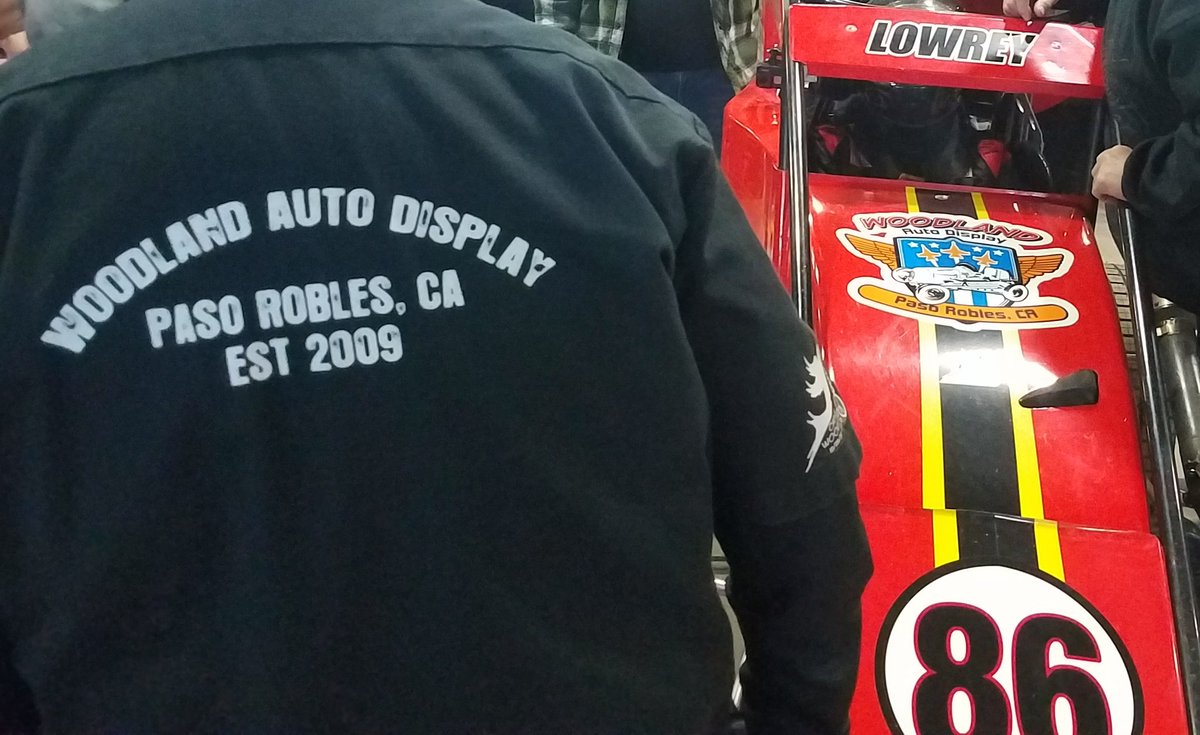 WOODLAND AUTO DISPLAY
PASO ROBLES, CA
EST 2009
LOWREY
WOODLAND
Auto Display
Paso Robles, CA
86